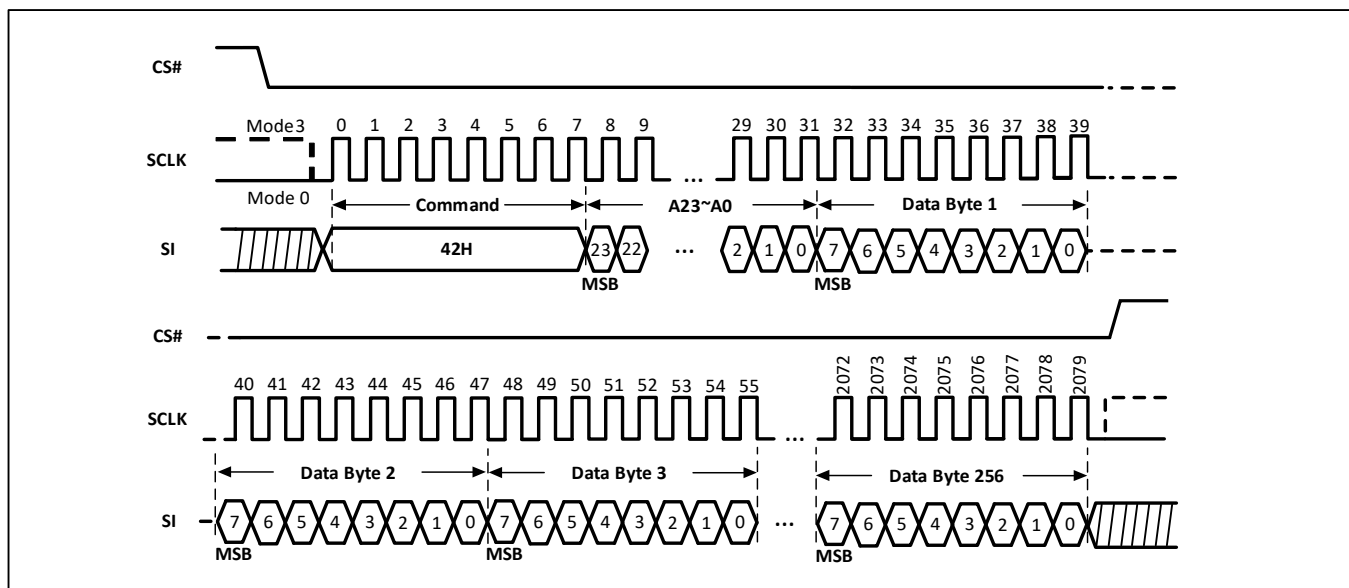 CS#
Mode3 0 1 2 3 4 5 6 7 8 9 29 30 31 32 33 34 35 36 37 38 39
SCLK ...
Mode 0
Command A23~A0 Data Byte 1
SI 42H 23 22 ... 2 1 0 7 6 5 4 3 2 1 0
MSB MSB
CS#
40 41 42 43 44 45 46 47 48 49 50 51 52 53 54 55 2072 2073 2074 2075 2076 2077 2078 2079
SCLK ...
Data Byte 2 Data Byte 3 Data Byte 256
SI 7 6 5 4 3 2 1 0 7 6 5 4 3 2 1 0 ... 7 6 5 4 3 2 1 0
MSB MSB MSB